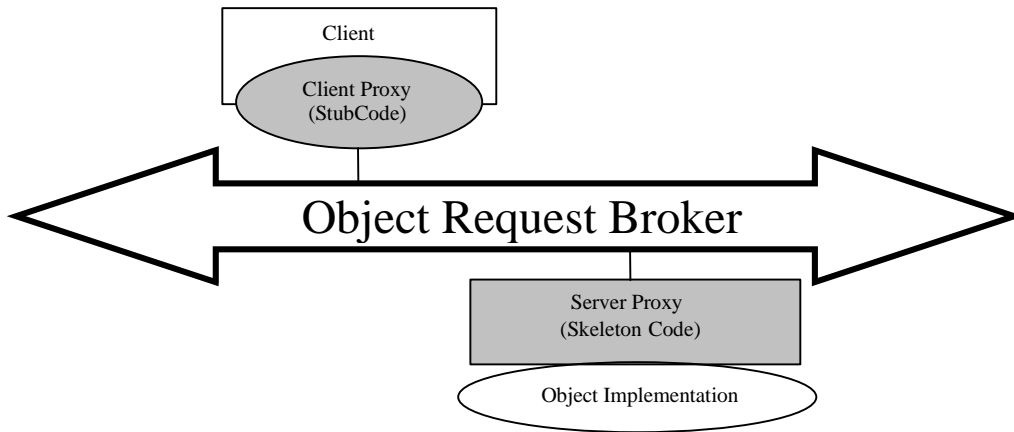 Client
Client Proxy
(StubCode)
Object Request Broker
Server Proxy
(Skeleton Code)
Object Implementation